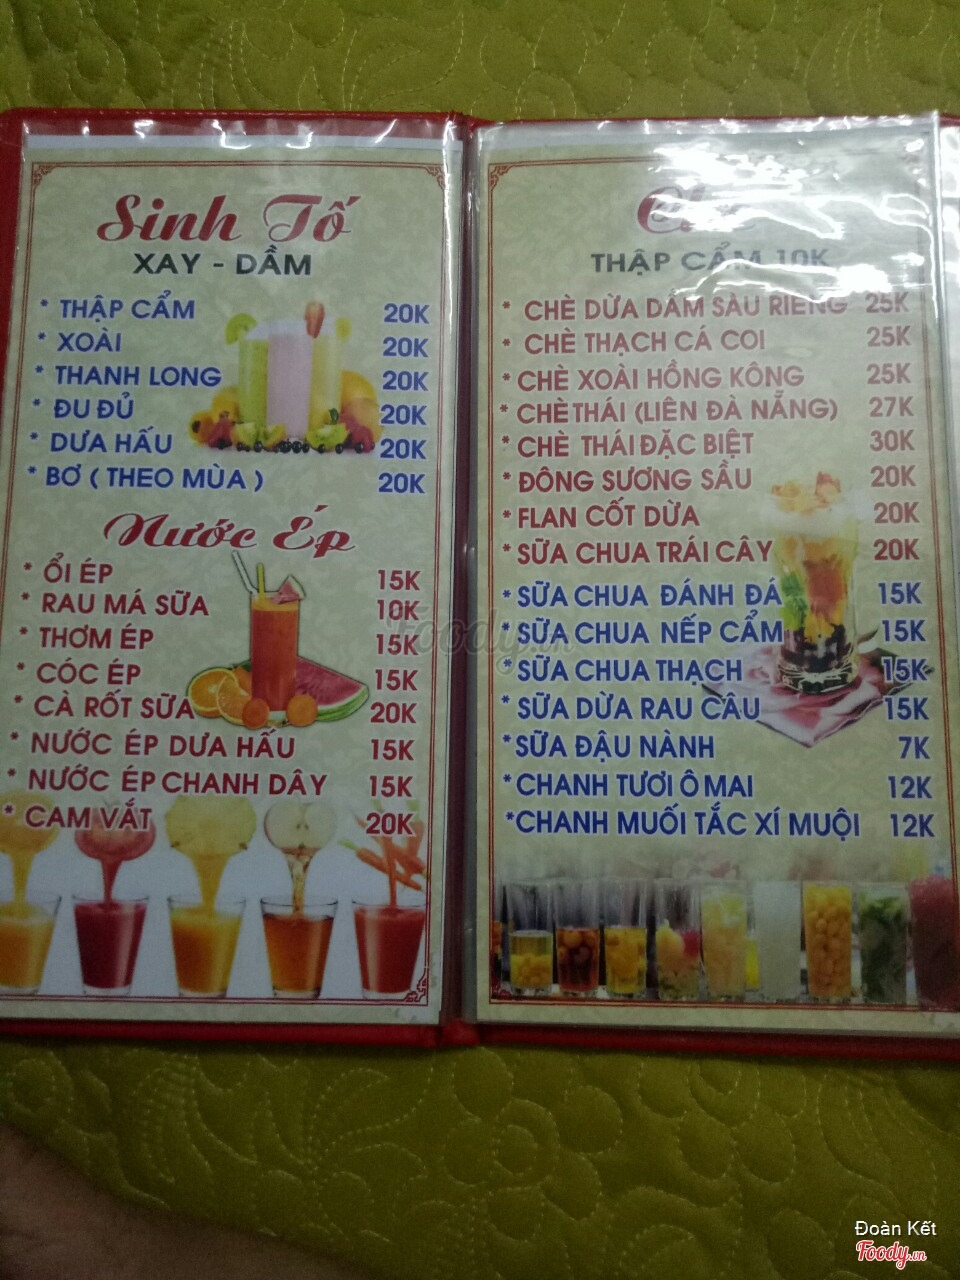 Sinh Tố
XAY - DẦM
* THẬP CẨM 20K
* XOÀI 20K
* THANH LONG 20K
* ĐU ĐỦ 20K
* DƯA HẤU 20K
* BƠ ( THEO MÙA ) 20K
Nước Ép
* ỔI ÉP 15K
* RAU MÁ SỮA 10K
* THƠM ÉP 15K
* CÓC ÉP 15K
* CÀ RỐT SỮA 20K
* NƯỚC ÉP DƯA HẤU 15K
* NƯỚC ÉP CHANH DÂY 15K
* CAM VẮT 20K
Chè
THẬP CẨM 10K
* CHÈ DỪA DẦM SẦU RIÊNG 25K
* CHÈ THẠCH CÁ COI 25K
* CHÈ XOÀI HỒNG KÔNG 25K
* CHÈ THÁI (LIÊN ĐÀ NẴNG) 27K
* CHÈ THÁI ĐẶC BIỆT 30K
* ĐÔNG SƯƠNG SẦU 20K
* FLAN CỐT DỪA 20K
* SỮA CHUA TRÁI CÂY 20K
* SỮA CHUA ĐÁNH ĐÁ 15K
* SỮA CHUA NẾP CẨM 15K
* SỮA CHUA THẠCH 15K
* SỮA DỪA RAU CÂU 15K
* SỮA ĐẬU NÀNH 7K
* CHANH TƯƠI Ô MAI 12K
* CHANH MUỐI TẮC XÍ MUỘI 12K
Foody.vn
Đoàn Kết
Foody.vn